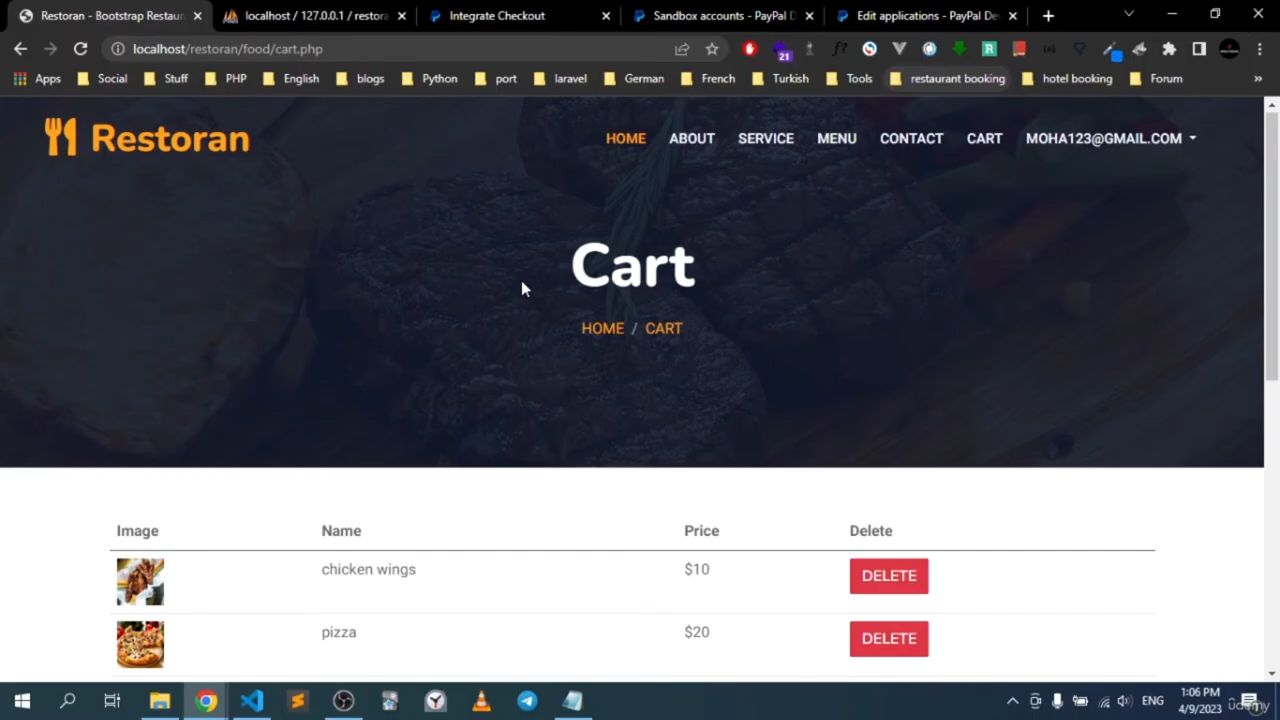 Restoran - Bootstrap Restaur
localhost / 127.0.0.1 / restora
Integrate Checkout
Sandbox accounts - PayPal D
Edit applications - PayPal De
localhost/restoran/food/cart.php
21
Apps
Social
Stuff
PHP
English
blogs
Python
port
laravel
German
French
Turkish
Tools
restaurant booking
hotel booking
Forum
Restoran
HOME
ABOUT
SERVICE
MENU
CONTACT
CART
MOHA123@GMAIL.COM
Cart
HOME / CART
Image Name Price Delete
chicken wings $10 DELETE
pizza $20 DELETE
ENG
1:06 PM
4/9/2023
udemy